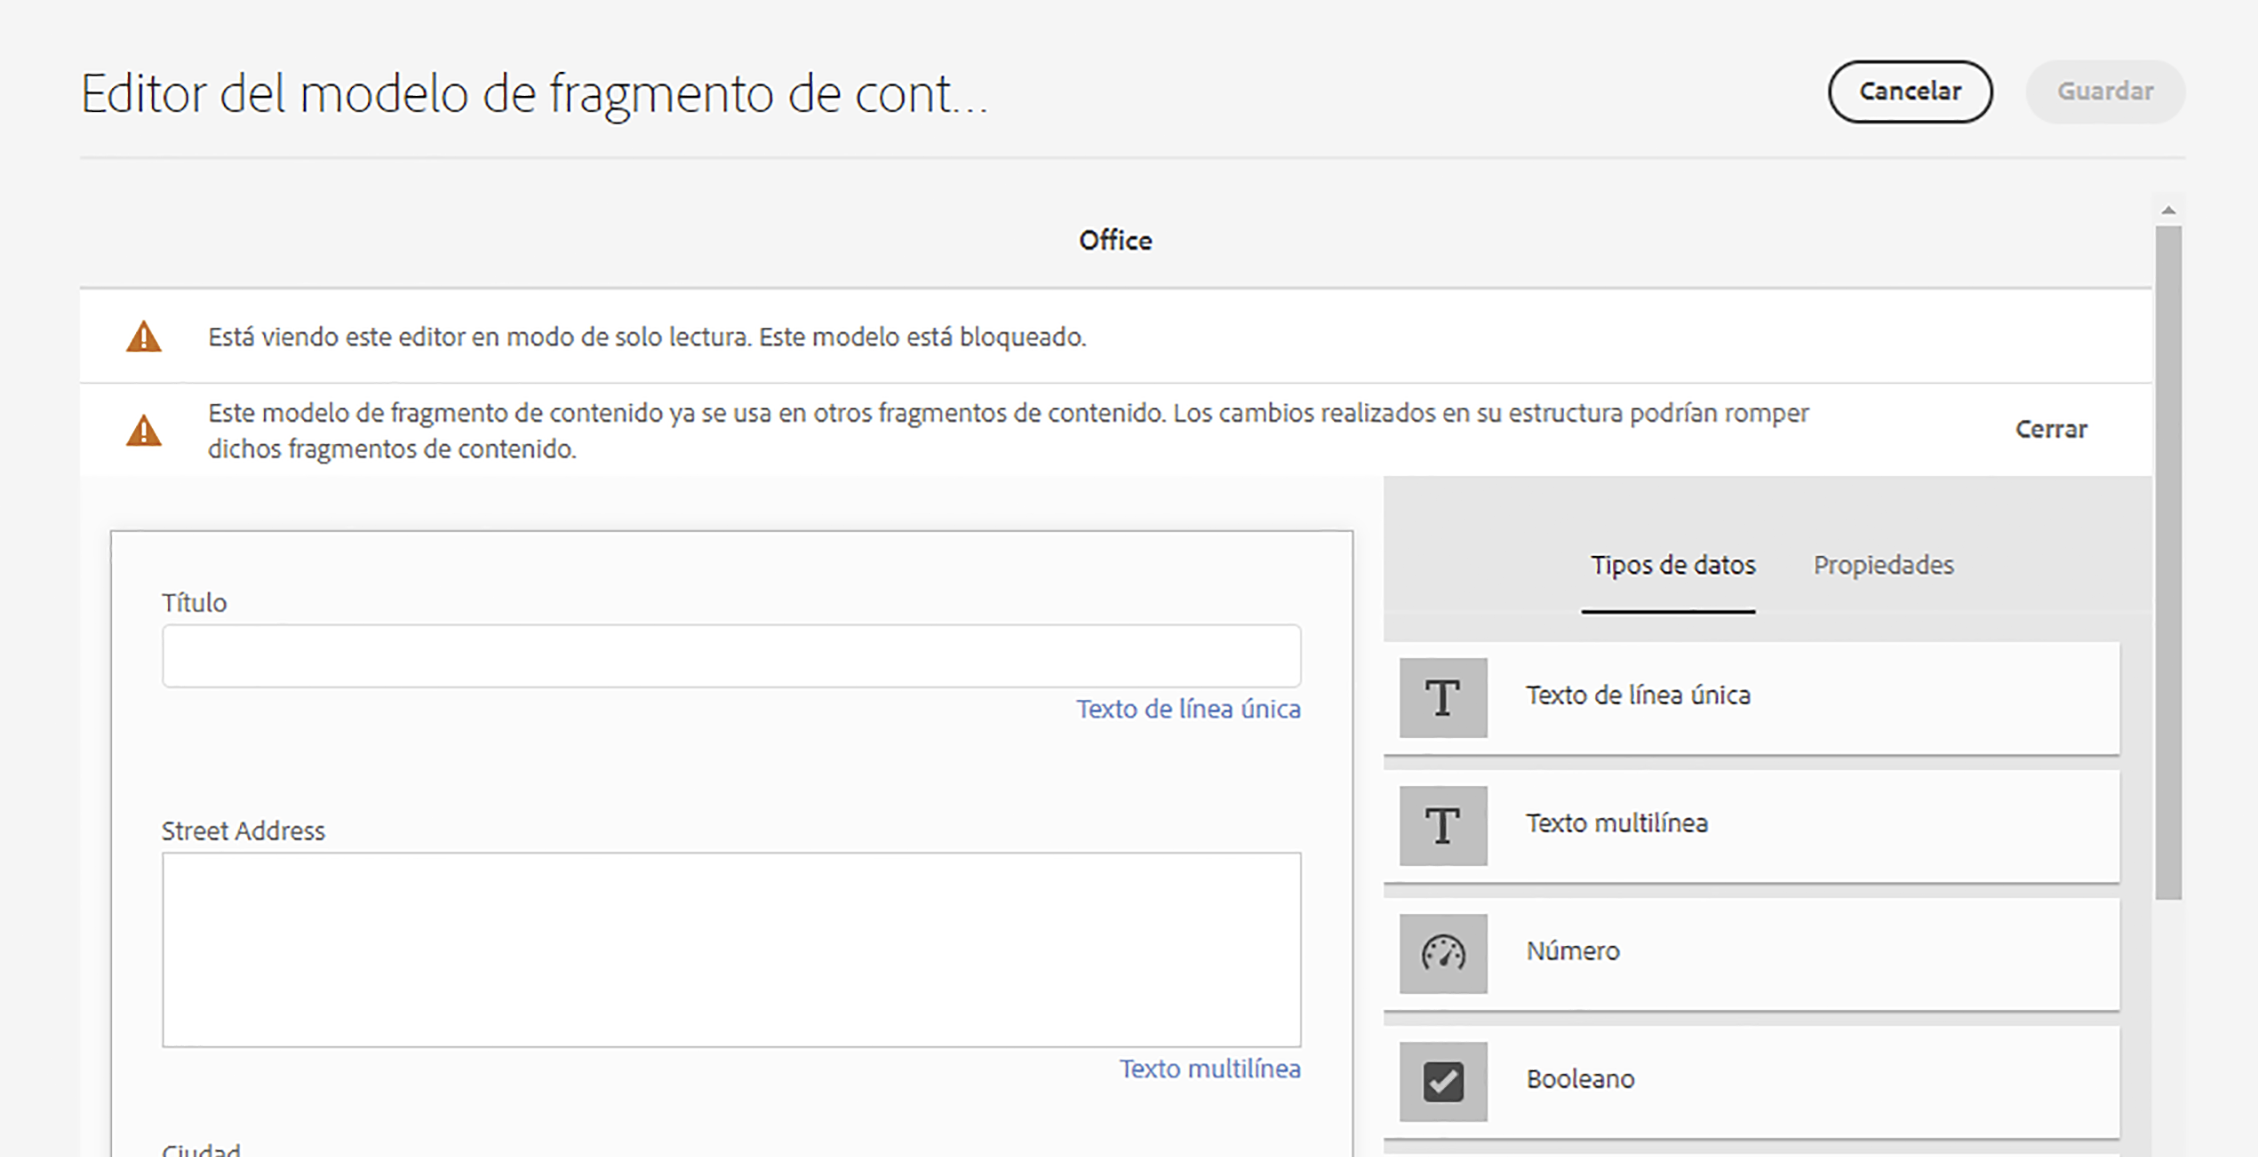 Editor del modelo de fragmento de cont...
Cancelar
Guardar
Office
Está viendo este editor en modo de solo lectura. Este modelo está bloqueado.
Este modelo de fragmento de contenido ya se usa en otros fragmentos de contenido. Los cambios realizados en su estructura podrían romper
dichos fragmentos de contenido.
Cerrar
Título
Texto de línea única
Street Address
Texto multilínea
Ciudad
Tipos de datos
Propiedades
Texto de línea única
Texto multilínea
Número
Booleano